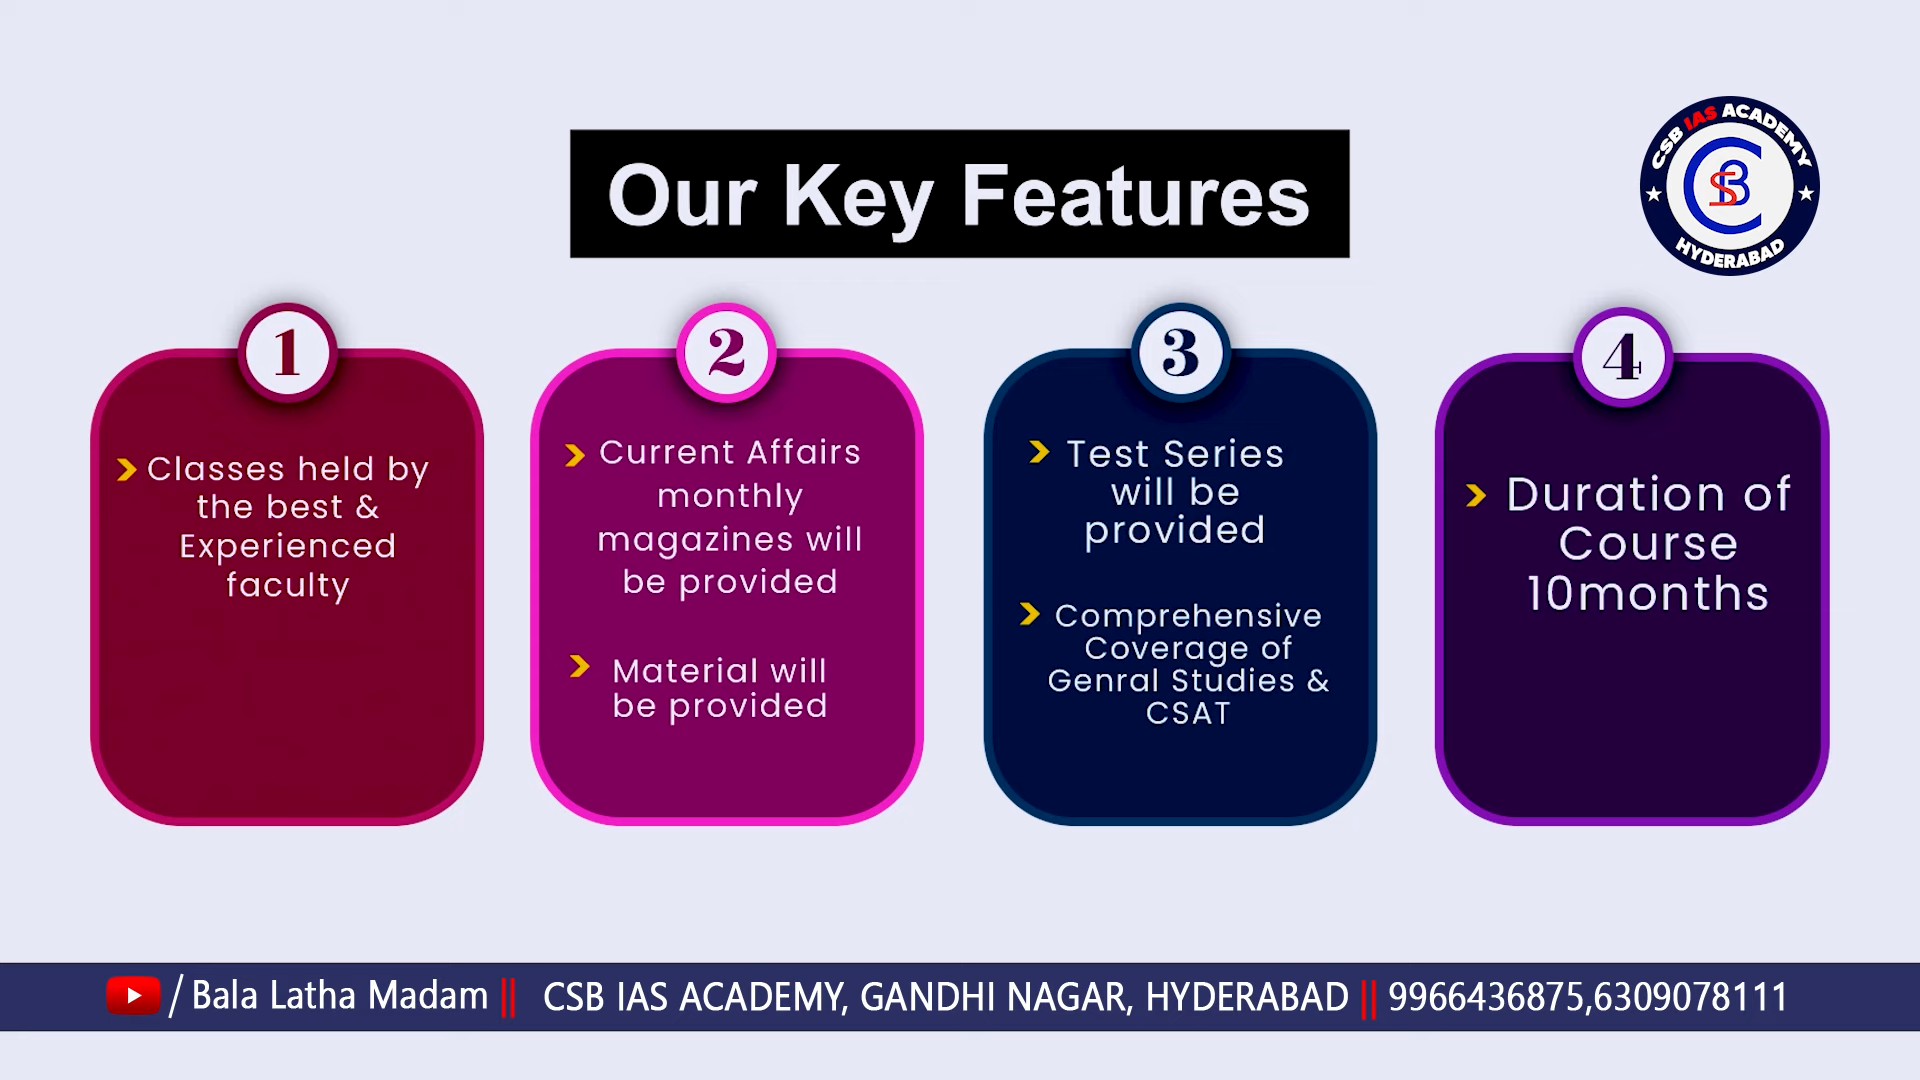 Our Key Features
CSB IAS ACADEMY
CSB
HYDERABAD
1
Classes held by
the best &
Experienced
faculty
2
Current Affairs
monthly
magazines will
be provided
Material will
be provided
3
Test Series
will be
provided
Comprehensive
Coverage of
Genral Studies &
CSAT
4
Duration of
Course
10months
/Bala Latha Madam || CSB IAS ACADEMY, GANDHI NAGAR, HYDERABAD || 9966436875,6309078111